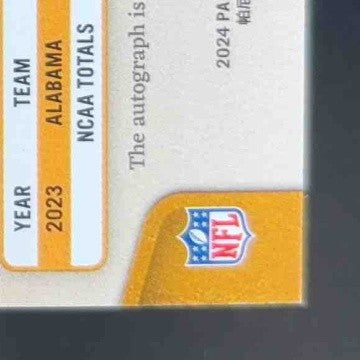 YEAR TEAM
2023 ALABAMA
NCAA TOTALS
The autograph is
2024 PA
NFL